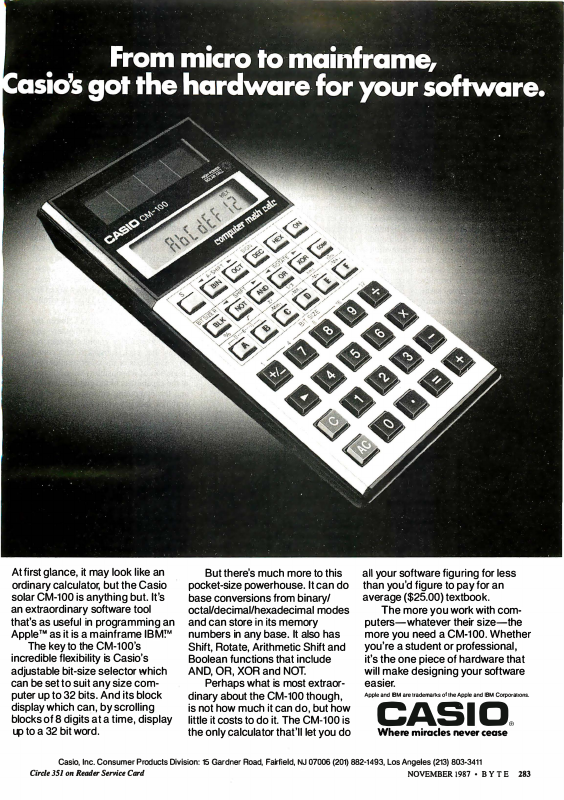 From micro to mainframe,
Casio's got the hardware for your software.
HIGH POWER
SOLAR CELL
CASIO CM-100
HEX
AbCdEF 12
computer math calc
S
BIN
OCT
DEC
HEX
ON
BLK
NOT
AND
OR
XOR
A
B
C
D
E
F
+/−
7
8
9
÷
▶
4
5
6
×
C
1
2
3
−
AC
0
·
=
+
At first glance, it may look like an
ordinary calculator, but the Casio
solar CM-100 is anything but. It's
an extraordinary software tool
that's as useful in programming an
Apple™ as it is a mainframe IBM™.
The key to the CM-100's
incredible flexibility is Casio's
adjustable bit-size selector which
can be set to suit any size com-
puter up to 32 bits. And its block
display which can, by scrolling
blocks of 8 digits at a time, display
up to a 32 bit word.
But there's much more to this
pocket-size powerhouse. It can do
base conversions from binary/
octal/decimal/hexadecimal modes
and can store in its memory
numbers in any base. It also has
Shift, Rotate, Arithmetic Shift and
Boolean functions that include
AND, OR, XOR and NOT.
Perhaps what is most extraor-
dinary about the CM-100 though,
is not how much it can do, but how
little it costs to do it. The CM-100 is
the only calculator that'll let you do
all your software figuring for less
than you'd figure to pay for an
average ($25.00) textbook.
The more you work with com-
puters—whatever their size—the
more you need a CM-100. Whether
you're a student or professional,
it's the one piece of hardware that
will make designing your software
easier.
Apple and IBM are trademarks of the Apple and IBM Corporations.
CASIO®
Where miracles never cease
Casio, Inc. Consumer Products Division: 15 Gardner Road, Fairfield, NJ 07006 (201) 882-1493, Los Angeles (213) 803-3411
Circle 351 on Reader Service Card
NOVEMBER 1987 • BYTE 283